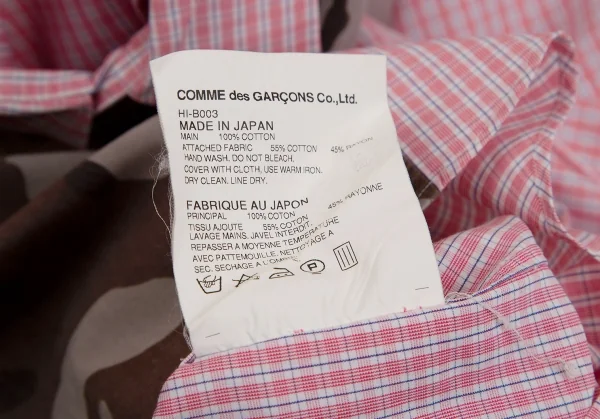 COMME des GARÇONS Co.,Ltd.
HI-B003
MADE IN JAPAN
MAIN 100% COTTON
ATTACHED FABRIC 55% COTTON 45% RAYONNE
HAND WASH. DO NOT BLEACH.
COVER WITH CLOTH, USE WARM IRON.
DRY CLEAN. LINE DRY.
FABRIQUE AU JAPON
PRINCIPAL 100% COTON
TISSU AJOUTE 55% COTON 45% RAYONNE
LAVAGE MAINS, JAVEL INTERDIT.
REPASSER A MOYENNE TEMPERATURE
AVEC PATTEMOUILLE, NETTOYAGE A
SEC, SECHAGE A L'OMBRE
P